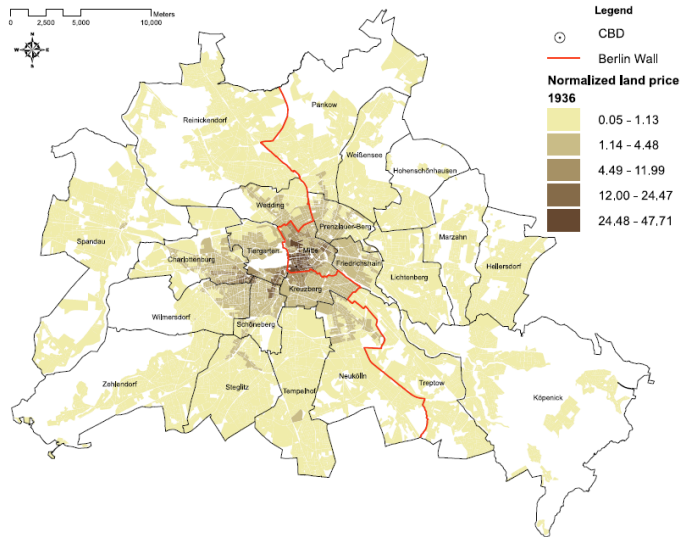 Meters
0 2,500 5,000 10,000
N
W E
S
Legend
CBD
Berlin Wall
Normalized land price
1936
0.05 - 1.13
1.14 - 4.48
4.49 - 11.99
12,00 - 24.47
24,48 - 47.71
Pankow
Reinickendorf
Weißensee
Hohenschönhausen
Wedding
Prenzlauer-Berg
Spandau
Marzahn
Tiergarten
Mitte
Charlottenburg
Friedrichshain
Hellersdorf
Lichtenberg
Kreuzberg
Wilmersdorf
Schöneberg
Zehlendorf
Steglitz
Tempelhof
Neukölln
Treptow
Köpenick